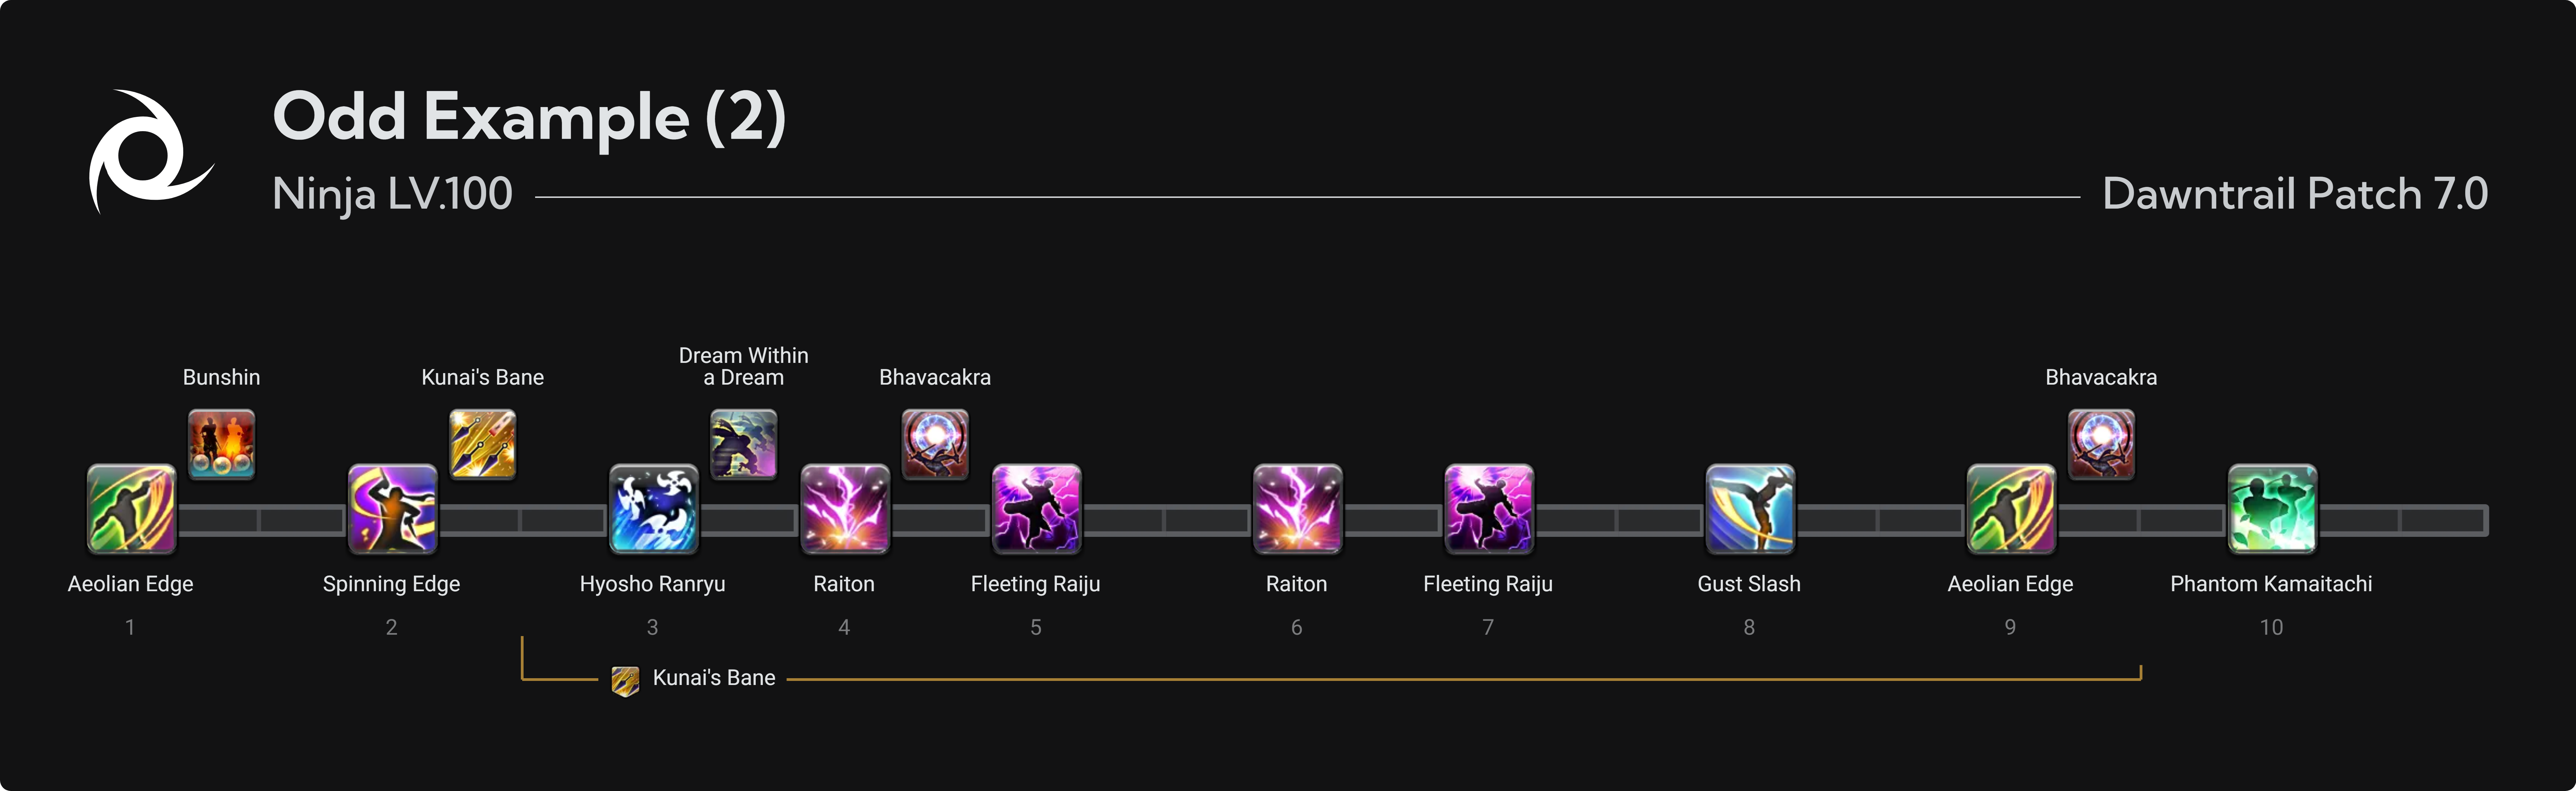 Odd Example (2)
Ninja LV.100
Dawntrail Patch 7.0
Bunshin
Kunai's Bane
Dream Within
a Dream
Bhavacakra
Bhavacakra
Aeolian Edge
Spinning Edge
Hyosho Ranryu
Raiton
Fleeting Raiju
Raiton
Fleeting Raiju
Gust Slash
Aeolian Edge
Phantom Kamaitachi
1
2
3
4
5
6
7
8
9
10
Kunai's Bane